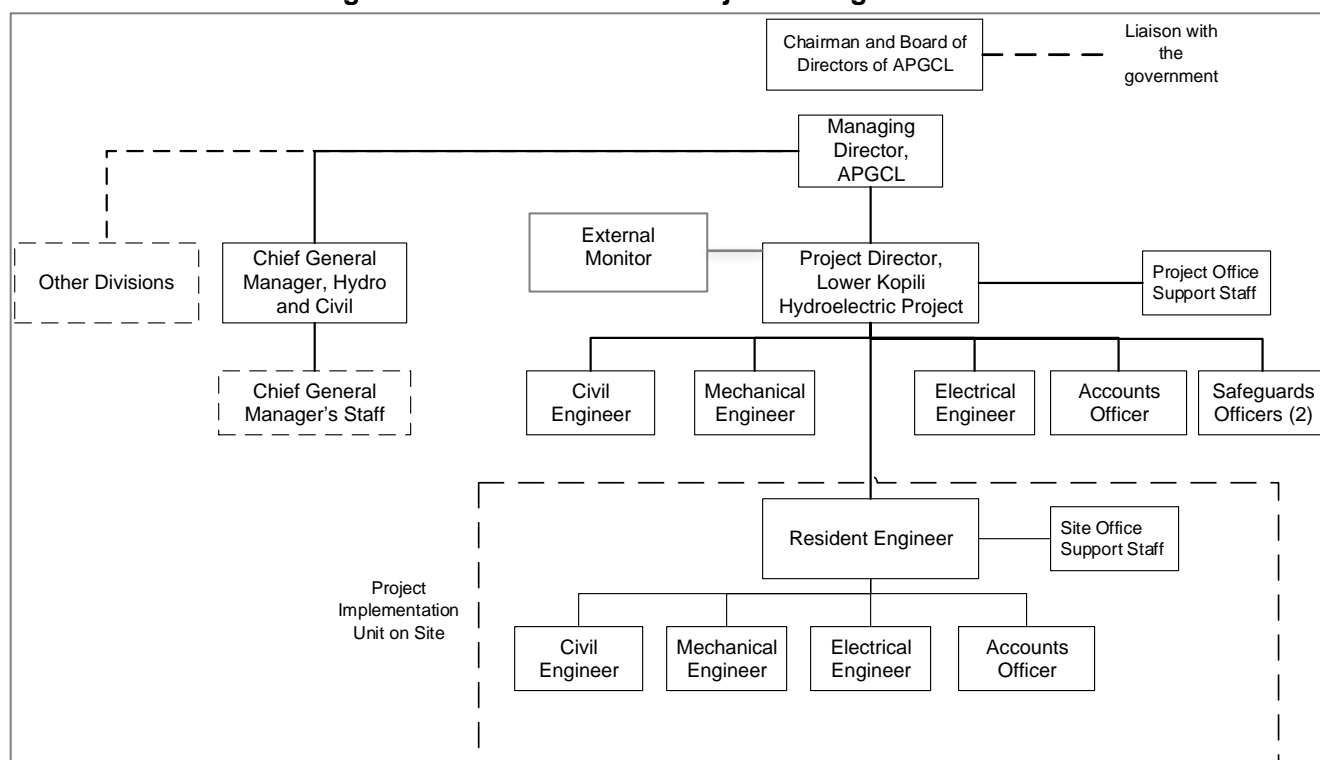 Chairman and Board of
Directors of APGCL
Liaison with
the
government
Managing
Director,
APGCL
Other Divisions
Chief General
Manager, Hydro
and Civil
External
Monitor
Project Director,
Lower Kopili
Hydroelectric Project
Project Office
Support Staff
Chief General
Manager's Staff
Civil
Engineer
Mechanical
Engineer
Electrical
Engineer
Accounts
Officer
Safeguards
Officers (2)
Resident Engineer
Site Office
Support Staff
Project
Implementation
Unit on Site
Civil
Engineer
Mechanical
Engineer
Electrical
Engineer
Accounts
Officer